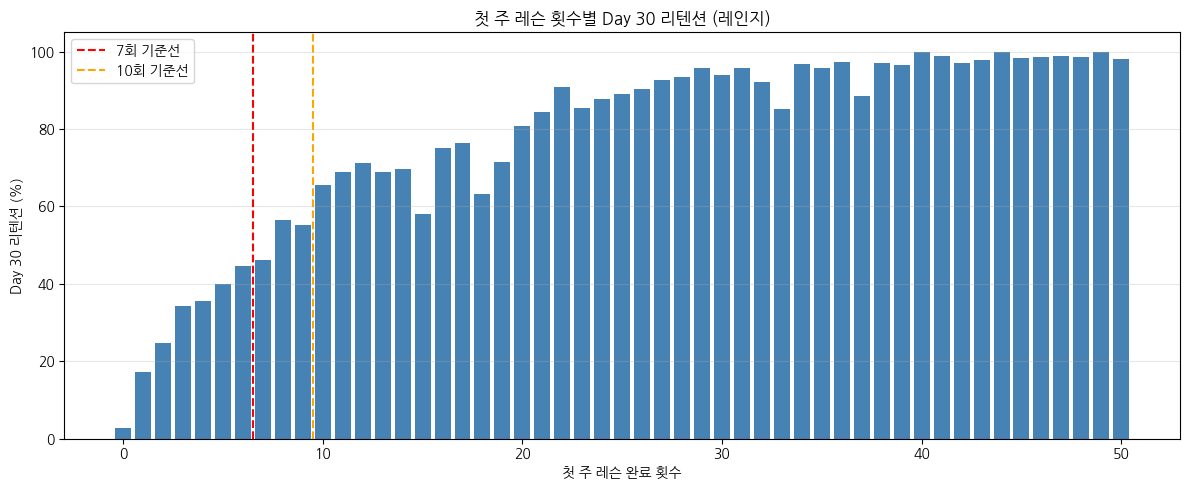 첫 주 레슨 횟수별 Day 30 리텐션 (레인지)
7회 기준선
10회 기준선
Day 30 리텐션 (%)
100
80
60
40
20
0
0 10 20 30 40 50
첫 주 레슨 완료 횟수